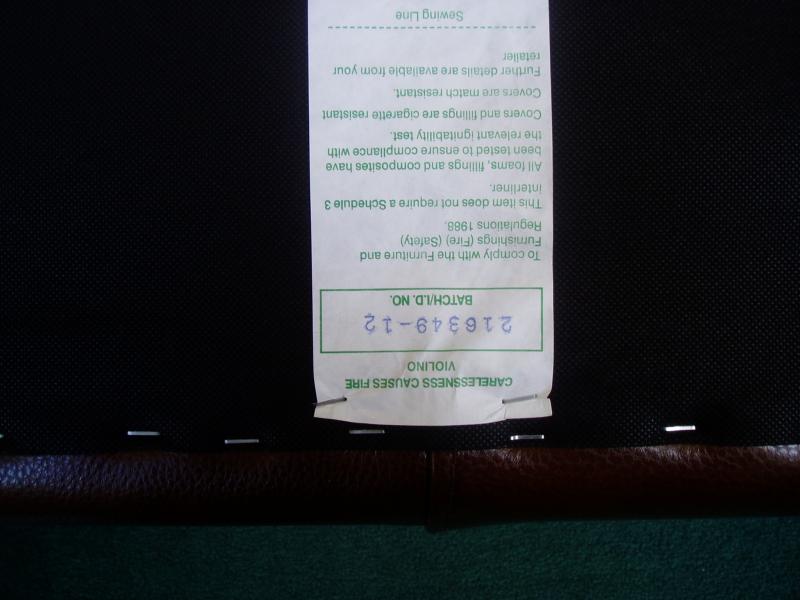 CARELESSNESS CAUSES FIRE
VIOLINO
216349-12
BATCH/I.D. NO.
To comply with the Furniture and
Furnishings (Fire) (Safety)
Regulations 1988.
This item does not require a Schedule 3
interliner.
All foams, fillings and composites have
been tested to ensure compliance with
the relevant ignitability test.
Covers and fillings are cigarette resistant
Covers are match resistant.
Further details are available from your
retailer
Sewing Line